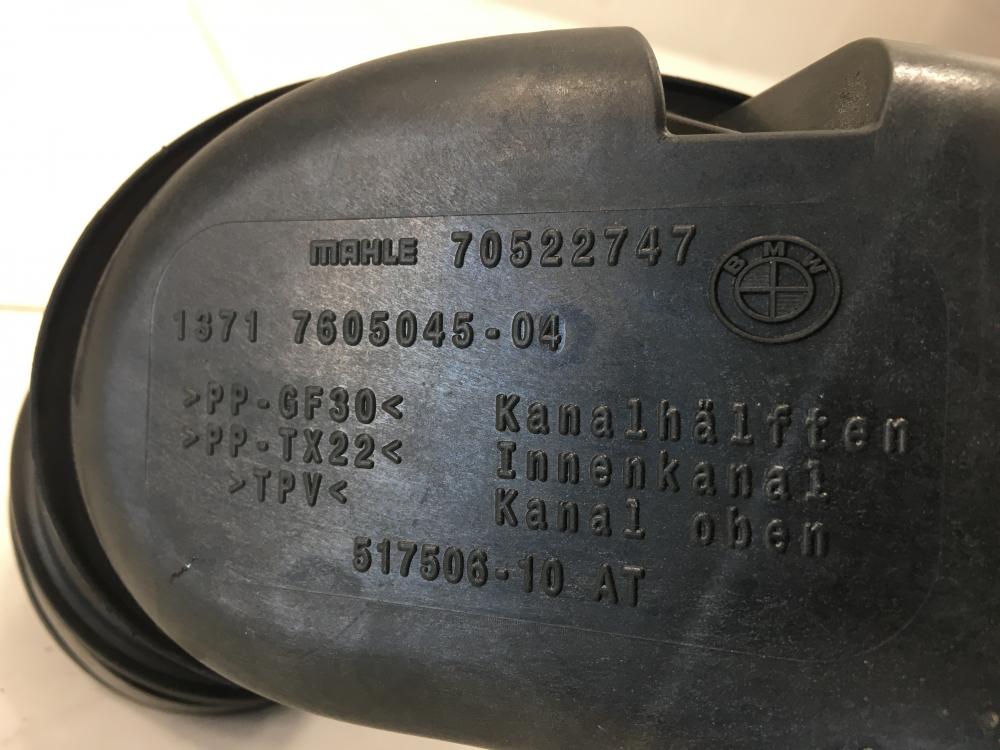 MAHLE 70522747
BMW
1371 7605045-04
>PP-GF30< Kanalhälften
>PP-TX22< Innenkanal
>TPV< Kanal oben
517506-10 AT